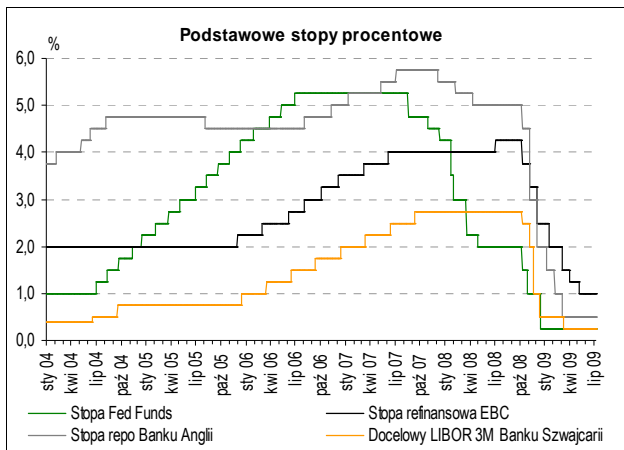 Podstawowe stopy procentowe
%
6,0
5,0
4,0
3,0
2,0
1,0
0,0
sty 04
kwi 04
lip 04
paź 04
sty 05
kwi 05
lip 05
paź 05
sty 06
kwi 06
lip 06
paź 06
sty 07
kwi 07
lip 07
paź 07
sty 08
kwi 08
lip 08
paź 08
sty 09
kwi 09
lip 09
Stopa Fed Funds
Stopa refinansowa EBC
Stopa repo Banku Anglii
Docelowy LIBOR 3M Banku Szwajcarii